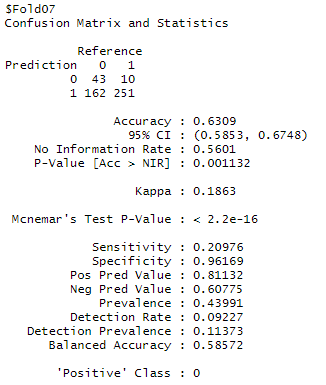 $Fold07
Confusion Matrix and Statistics
Reference
Prediction 0 1
0 43 10
1 162 251
Accuracy : 0.6309
95% CI : (0.5853, 0.6748)
No Information Rate : 0.5601
P-Value [Acc > NIR] : 0.001132
Kappa : 0.1863
Mcnemar's Test P-Value : < 2.2e-16
Sensitivity : 0.20976
Specificity : 0.96169
Pos Pred Value : 0.81132
Neg Pred Value : 0.60775
Prevalence : 0.43991
Detection Rate : 0.09227
Detection Prevalence : 0.11373
Balanced Accuracy : 0.58572
'Positive' Class : 0